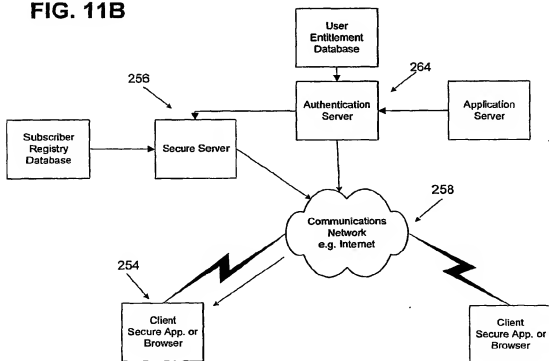 FIG. 11B
User
Entitlement
Database
256
264
Authentication
Server
Application
Server
Subscriber
Registry
Database
Secure Server
258
Communications
Network
e.g. Internet
254
Client
Secure App. or
Browser
Client
Secure App. or
Browser